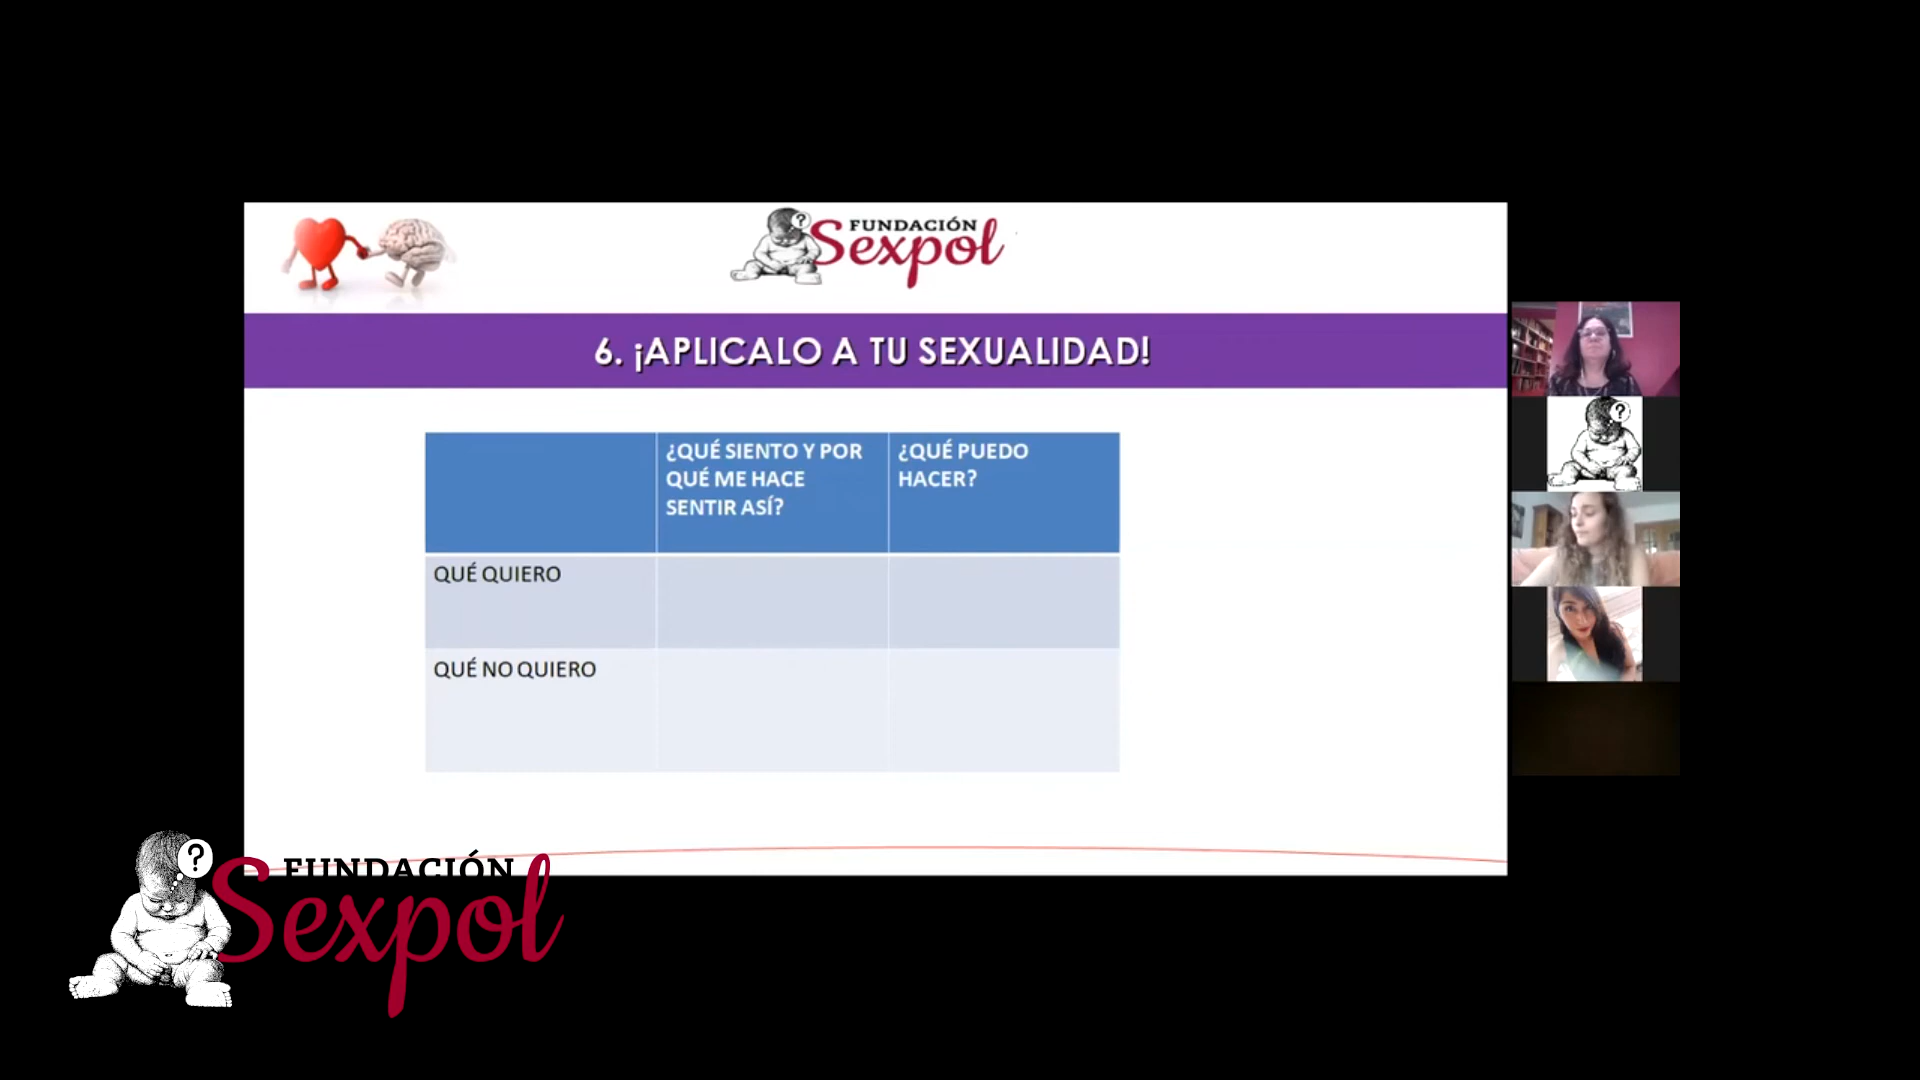 FUNDACIÓN
Sexpol
6. ¡APLICALO A TU SEXUALIDAD!
¿QUÉ SIENTO Y POR
QUÉ ME HACE
SENTIR ASÍ?
¿QUÉ PUEDO
HACER?
QUÉ QUIERO
QUÉ NO QUIERO
?
FUNDACIÓN
Sexpol